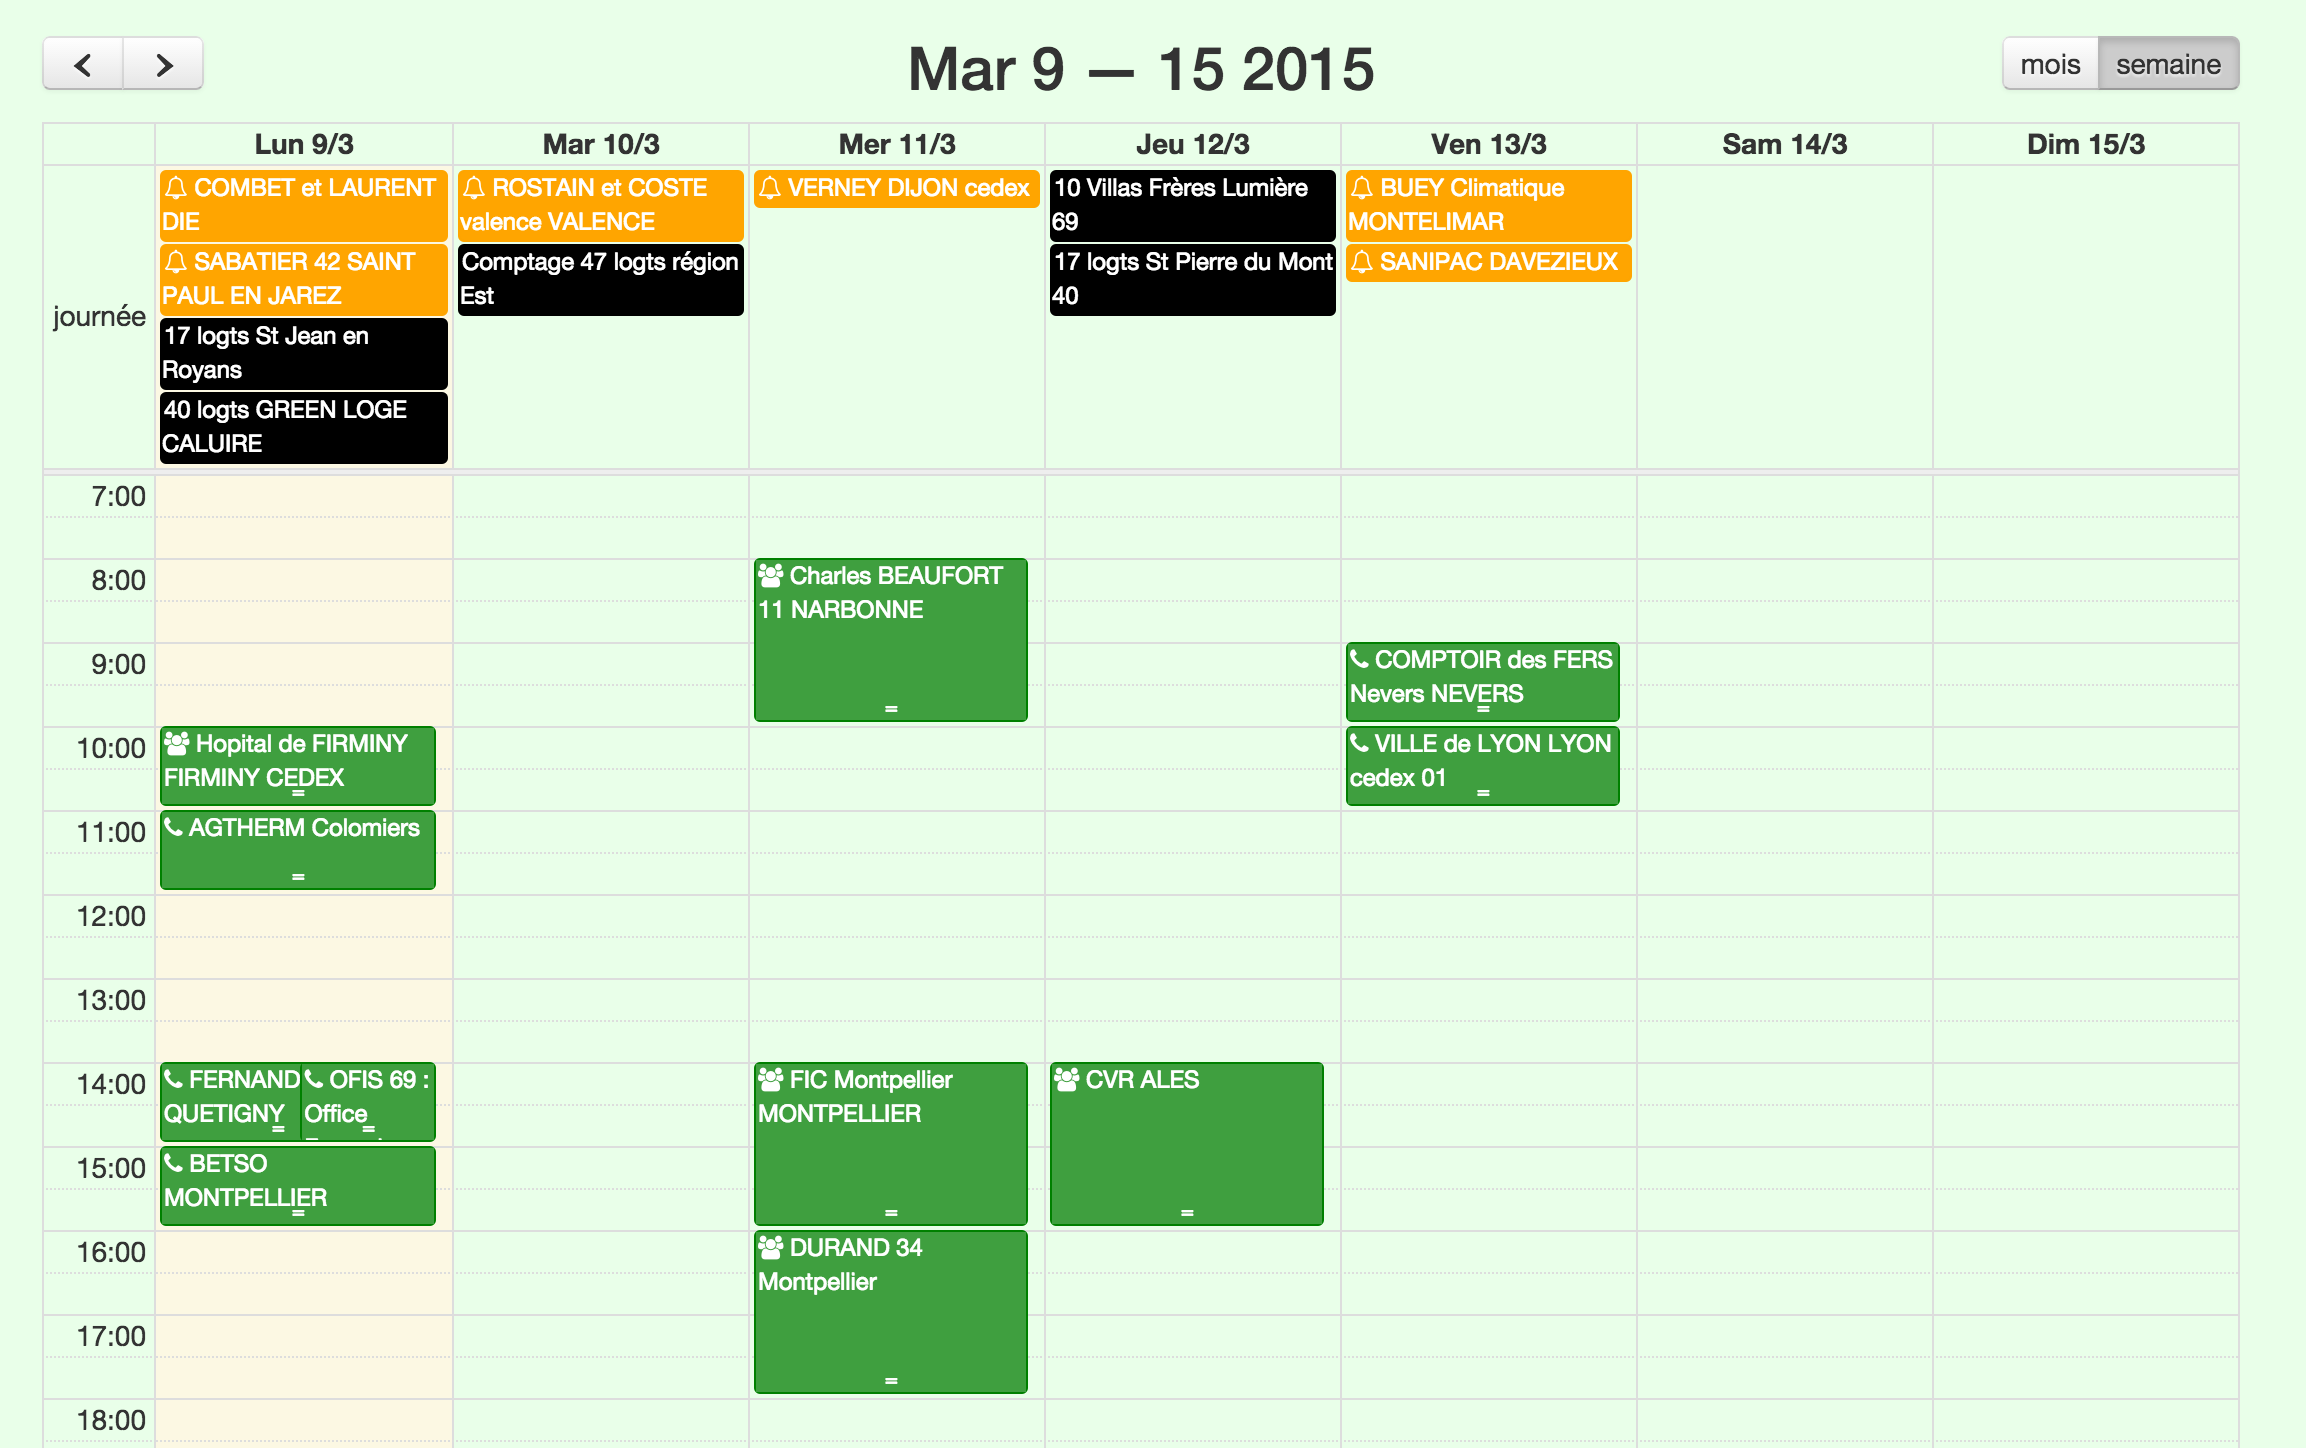 Mar 9 — 15 2015
mois semaine
Lun 9/3 Mar 10/3 Mer 11/3 Jeu 12/3 Ven 13/3 Sam 14/3 Dim 15/3
journée
COMBET et LAURENT
DIE
SABATIER 42 SAINT
PAUL EN JAREZ
17 logts St Jean en
Royans
40 logts GREEN LOGE
CALUIRE
ROSTAIN et COSTE
valence VALENCE
Comptage 47 logts région
Est
VERNEY DIJON cedex
10 Villas Frères Lumière
69
17 logts St Pierre du Mont
40
BUEY Climatique
MONTELIMAR
SANIPAC DAVEZIEUX
7:00
8:00
Charles BEAUFORT
11 NARBONNE
9:00
COMPTOIR des FERS
Nevers NEVERS
10:00
Hopital de FIRMINY
FIRMINY CEDEX
VILLE de LYON LYON
cedex 01
11:00
AGTHERM Colomiers
12:00
13:00
14:00
FERNAND
QUETIGNY
OFIS 69 :
Office
FIC Montpellier
MONTPELLIER
CVR ALES
15:00
BETSO
MONTPELLIER
16:00
DURAND 34
Montpellier
17:00
18:00